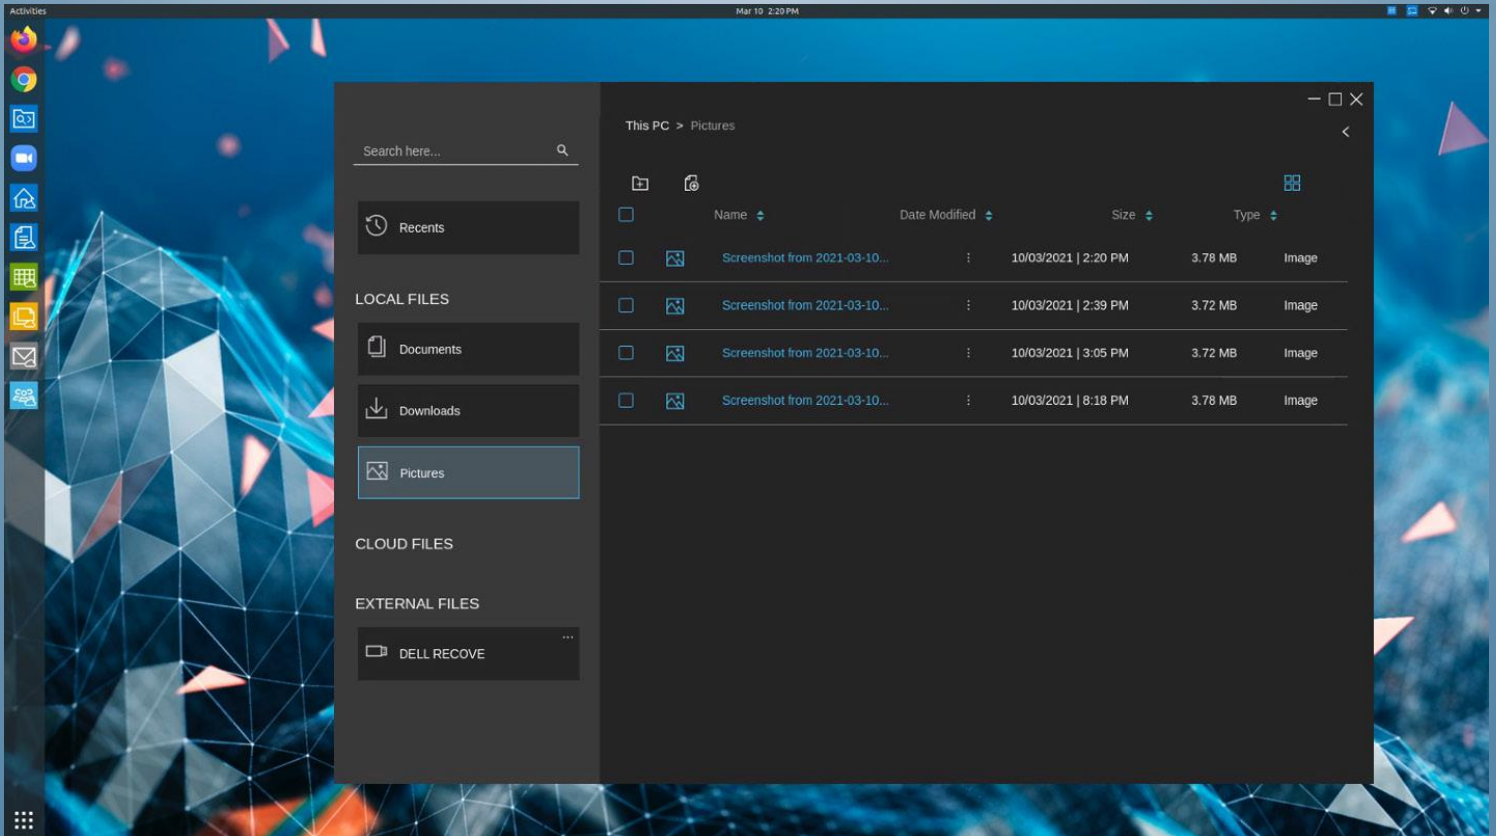 Activities
Mar 10 2:20 PM
Search here...
Recents
LOCAL FILES
Documents
Downloads
Pictures
CLOUD FILES
EXTERNAL FILES
DELL RECOVE
This PC > Pictures
Name Date Modified Size Type
Screenshot from 2021-03-10... 10/03/2021 | 2:20 PM 3.78 MB Image
Screenshot from 2021-03-10... 10/03/2021 | 2:39 PM 3.72 MB Image
Screenshot from 2021-03-10... 10/03/2021 | 3:05 PM 3.72 MB Image
Screenshot from 2021-03-10... 10/03/2021 | 8:18 PM 3.78 MB Image